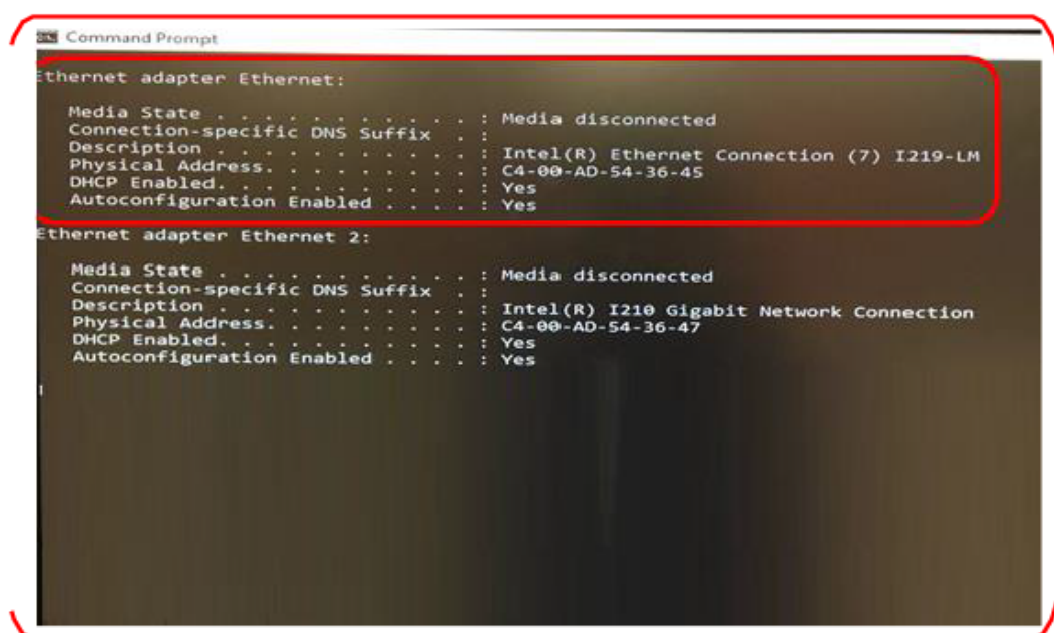 Command Prompt
Ethernet adapter Ethernet:
Media State . . . . . . . . . . . : Media disconnected
Connection-specific DNS Suffix . :
Description . . . . . . . . . . . : Intel(R) Ethernet Connection (7) I219-LM
Physical Address. . . . . . . . . : C4-00-AD-54-36-45
DHCP Enabled. . . . . . . . . . . : Yes
Autoconfiguration Enabled . . . . : Yes
Ethernet adapter Ethernet 2:
Media State . . . . . . . . . . . : Media disconnected
Connection-specific DNS Suffix . :
Description . . . . . . . . . . . : Intel(R) I210 Gigabit Network Connection
Physical Address. . . . . . . . . : C4-00-AD-54-36-47
DHCP Enabled. . . . . . . . . . . : Yes
Autoconfiguration Enabled . . . . : Yes